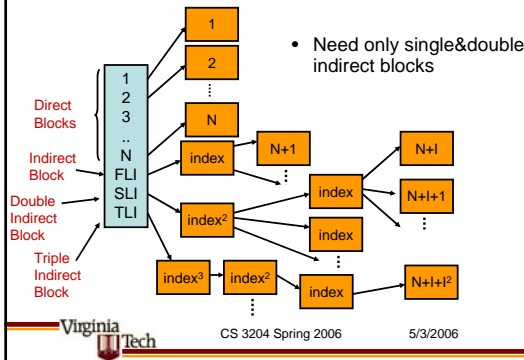 • Need only single&double
indirect blocks
Direct
Blocks
Indirect
Block
Double
Indirect
Block
Triple
Indirect
Block
1
2
3
..
N
FLI
SLI
TLI
1
2
N
index
N+1
index²
index
N+I
N+I+1
index
index³
index²
index
N+I+I²
Virginia
Tech
CS 3204 Spring 2006
5/3/2006